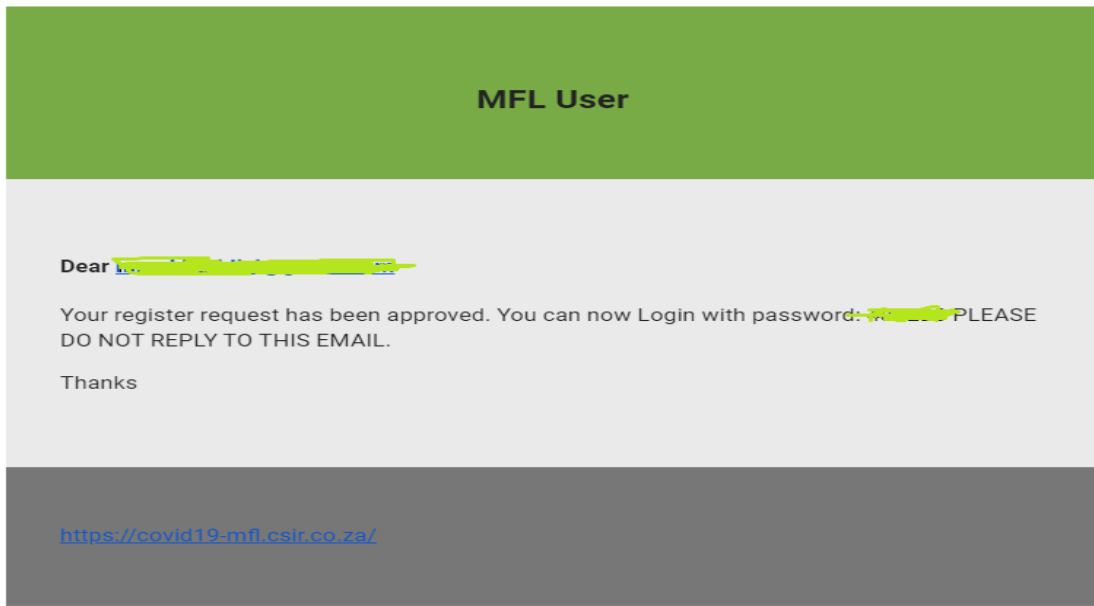 MFL User
Dear
Your register request has been approved. You can now Login with password: PLEASE
DO NOT REPLY TO THIS EMAIL.
Thanks
https://covid19-mfl.csir.co.za/